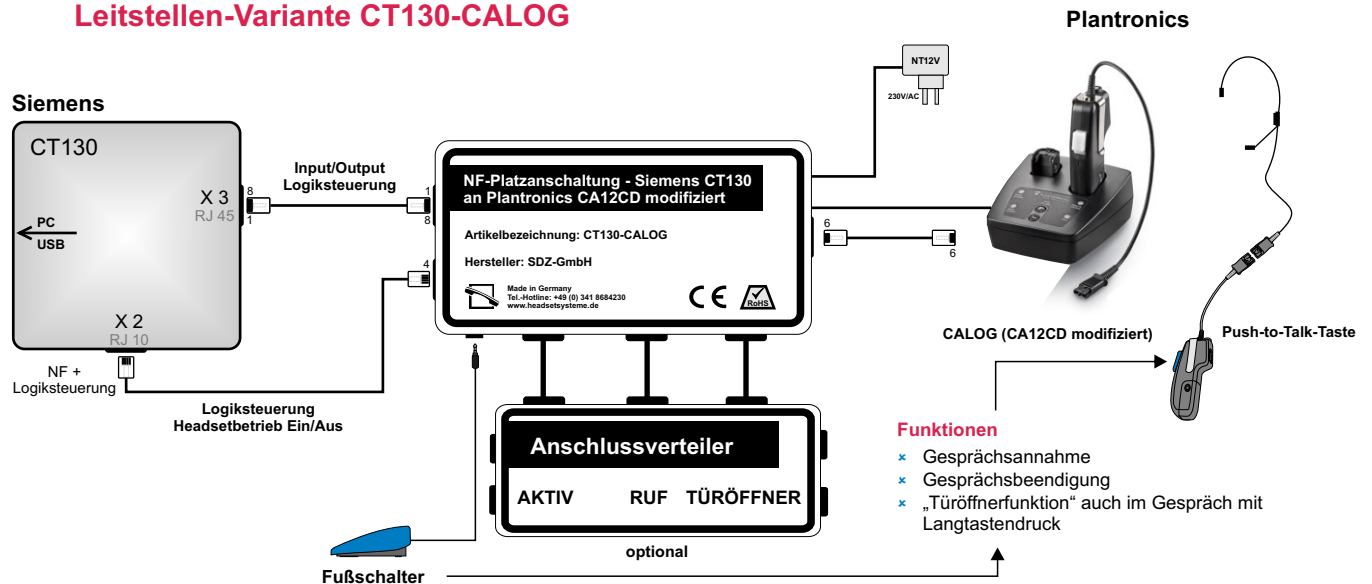 Leitstellen-Variante CT130-CALOG
Plantronics
NT12V
230V/AC
Siemens
CT130
X 3
RJ 45
8
1
PC
USB
X 2
RJ 10
NF +
Logiksteuerung
Input/Output
Logiksteuerung
1
8
4
Logiksteuerung
Headsetbetrieb Ein/Aus
NF-Platzanschaltung - Siemens CT130
an Plantronics CA12CD modifiziert
Artikelbezeichnung: CT130-CALOG
Hersteller: SDZ-GmbH
Made in Germany
Tel.-Hotline: +49 (0) 341 8684230
www.headsetsysteme.de
CE
RoHS
6
6
CALOG (CA12CD modifiziert)
Push-to-Talk-Taste
Anschlussverteiler
AKTIV RUF TÜRÖFFNER
optional
Fußschalter
Funktionen
Gesprächsannahme
Gesprächsbeendigung
„Türöffnerfunktion“ auch im Gespräch mit
Langtastendruck